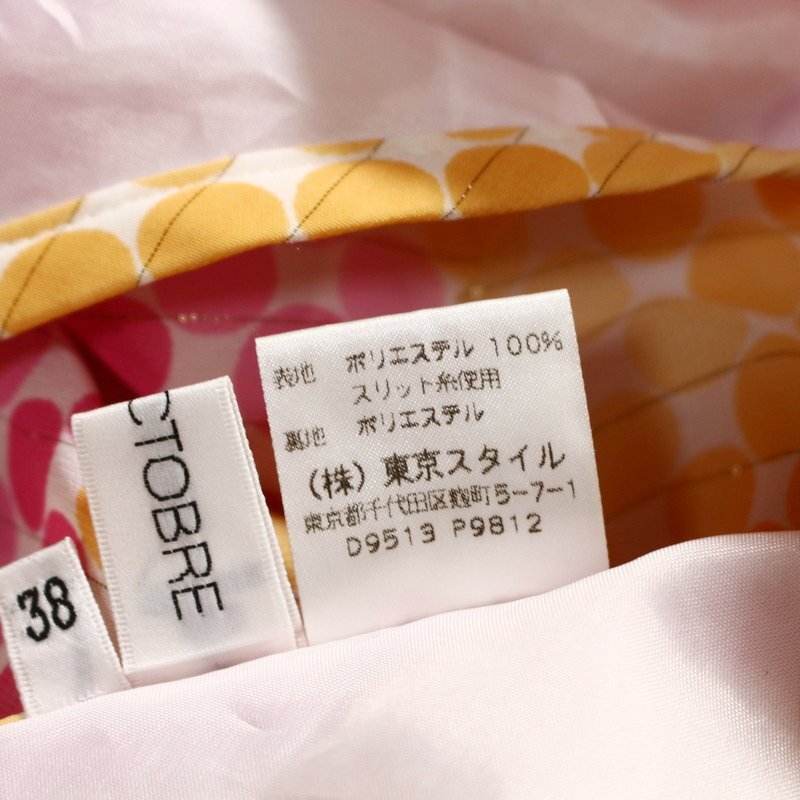 38
CTOBRE
表地 ポリエステル 100%
スリット糸使用
裏地 ポリエステル
(株) 東京スタイル
東京都千代田区麹町5-7-1
D9513 P9812